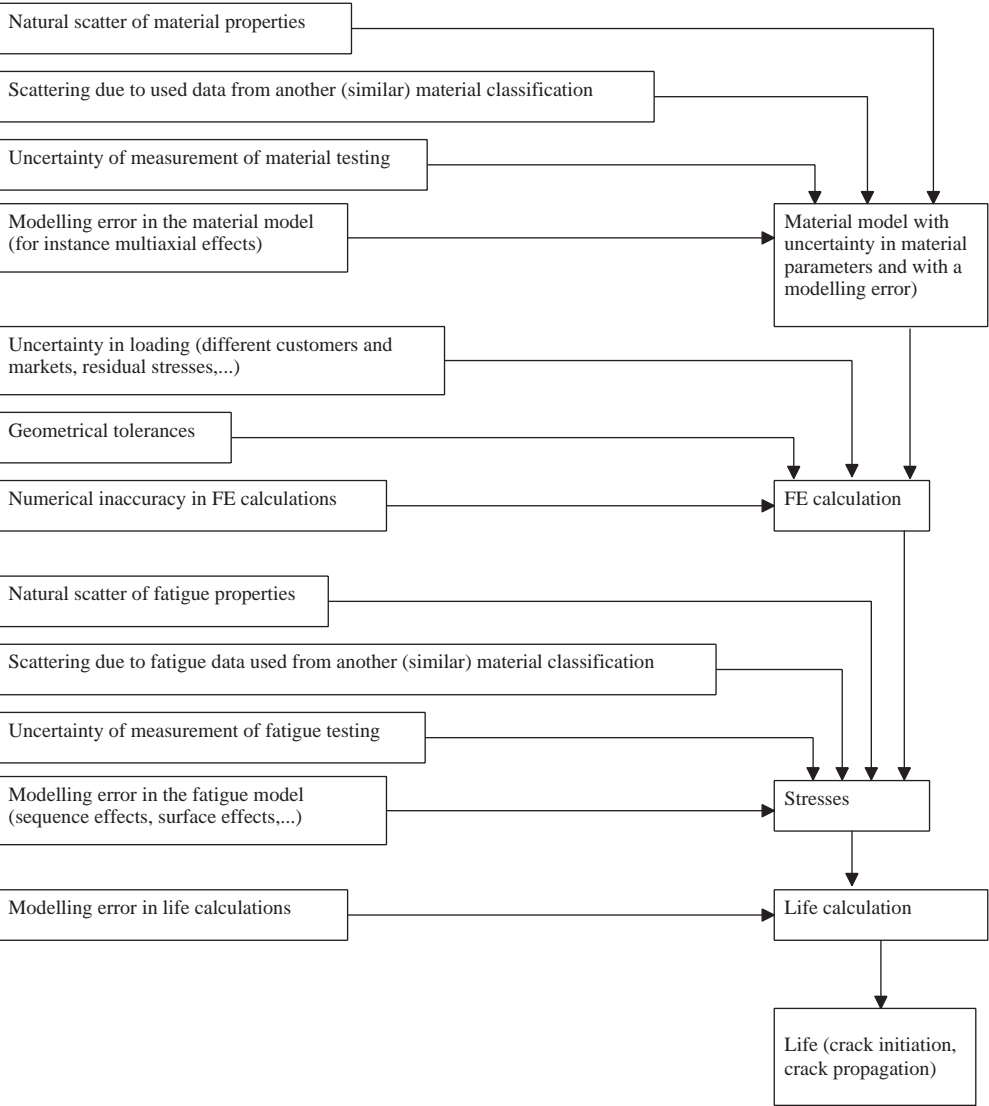 Natural scatter of material properties
Scattering due to used data from another (similar) material classification
Uncertainty of measurement of material testing
Modelling error in the material model
(for instance multiaxial effects)
Material model with
uncertainty in material
parameters and with a
modelling error)
Uncertainty in loading (different customers and
markets, residual stresses,...)
Geometrical tolerances
Numerical inaccuracy in FE calculations
FE calculation
Natural scatter of fatigue properties
Scattering due to fatigue data used from another (similar) material classification
Uncertainty of measurement of fatigue testing
Modelling error in the fatigue model
(sequence effects, surface effects,...)
Stresses
Modelling error in life calculations
Life calculation
Life (crack initiation,
crack propagation)